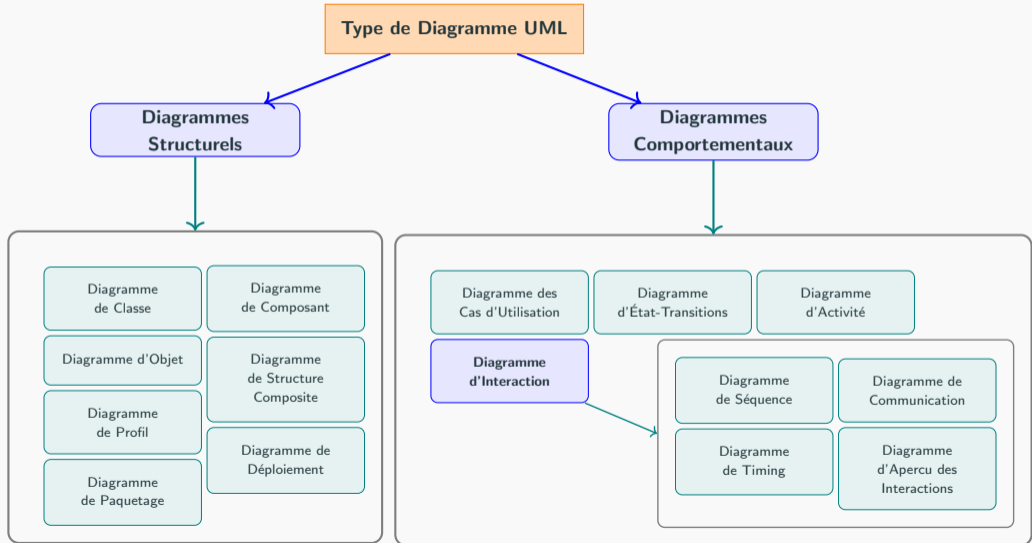 Type de Diagramme UML
Diagrammes
Structurels
Diagrammes
Comportementaux
Diagramme
de Classe
Diagramme
de Composant
Diagramme d'Objet
Diagramme
de Structure
Composite
Diagramme
de Profil
Diagramme de
Déploiement
Diagramme
de Paquetage
Diagramme des
Cas d'Utilisation
Diagramme
d'État-Transitions
Diagramme
d'Activité
Diagramme
d'Interaction
Diagramme
de Séquence
Diagramme de
Communication
Diagramme
de Timing
Diagramme
d'Apercu des
Interactions